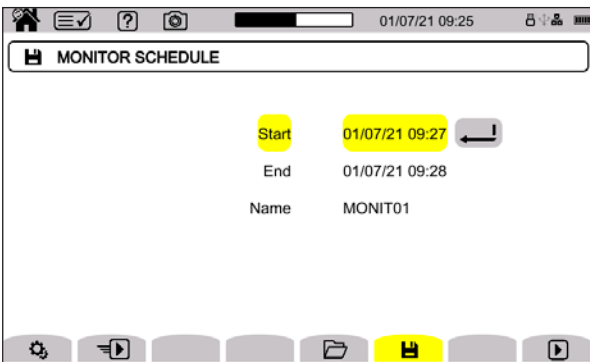 01/07/21 09:25
MONITOR SCHEDULE
Start 01/07/21 09:27
End 01/07/21 09:28
Name MONIT01